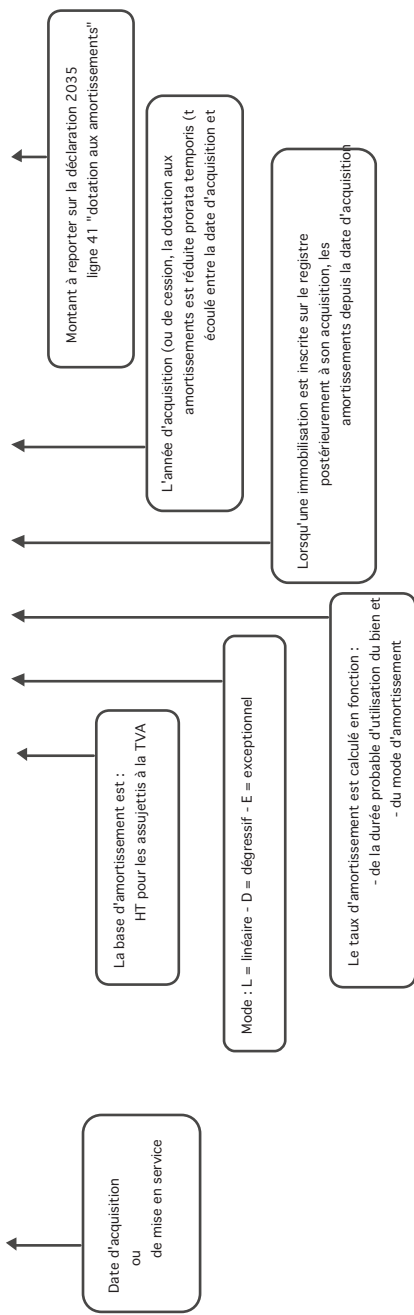 Date d'acquisition
ou
de mise en service
La base d'amortissement est :
HT pour les assujettis à la TVA
Mode : L = linéaire - D = dégressif - E = exceptionnel
Le taux d'amortissement est calculé en fonction :
- de la durée probable d'utilisation du bien et
- du mode d'amortissement
Lorsqu'une immobilisation est inscrite sur le registre
postérieurement à son acquisition, les
amortissements depuis la date d'acquisition
L'année d'acquisition (ou de cession, la dotation aux
amortissements est réduite prorata temporis (t
écoulé entre la date d'acquisition et
Montant à reporter sur la déclaration 2035
ligne 41 "dotation aux amortissements"